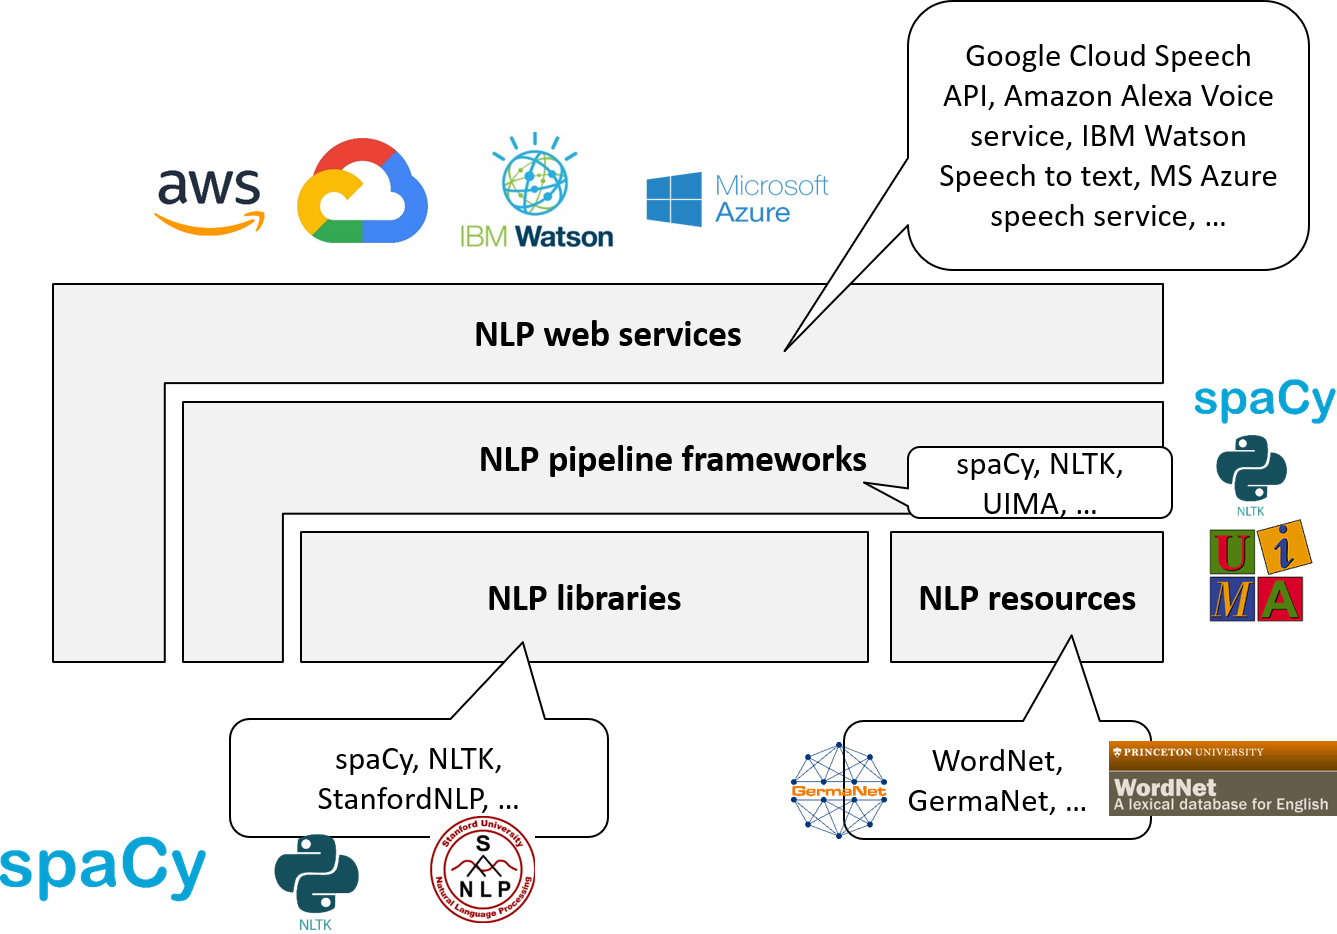 Google Cloud Speech
API, Amazon Alexa Voice
service, IBM Watson
Speech to text, MS Azure
speech service, ...
aws
IBM Watson
Microsoft
Azure
NLP web services
spaCy
NLTK
UIMA
NLP pipeline frameworks
spaCy, NLTK,
UIMA, ...
NLP libraries
NLP resources
spaCy, NLTK,
StanfordNLP, ...
WordNet,
GermaNet, ...
GermaNet
PRINCETON UNIVERSITY
WordNet
A lexical database for English
spaCy
NLTK
Stanford University
S
NLP
Natural Language Processing